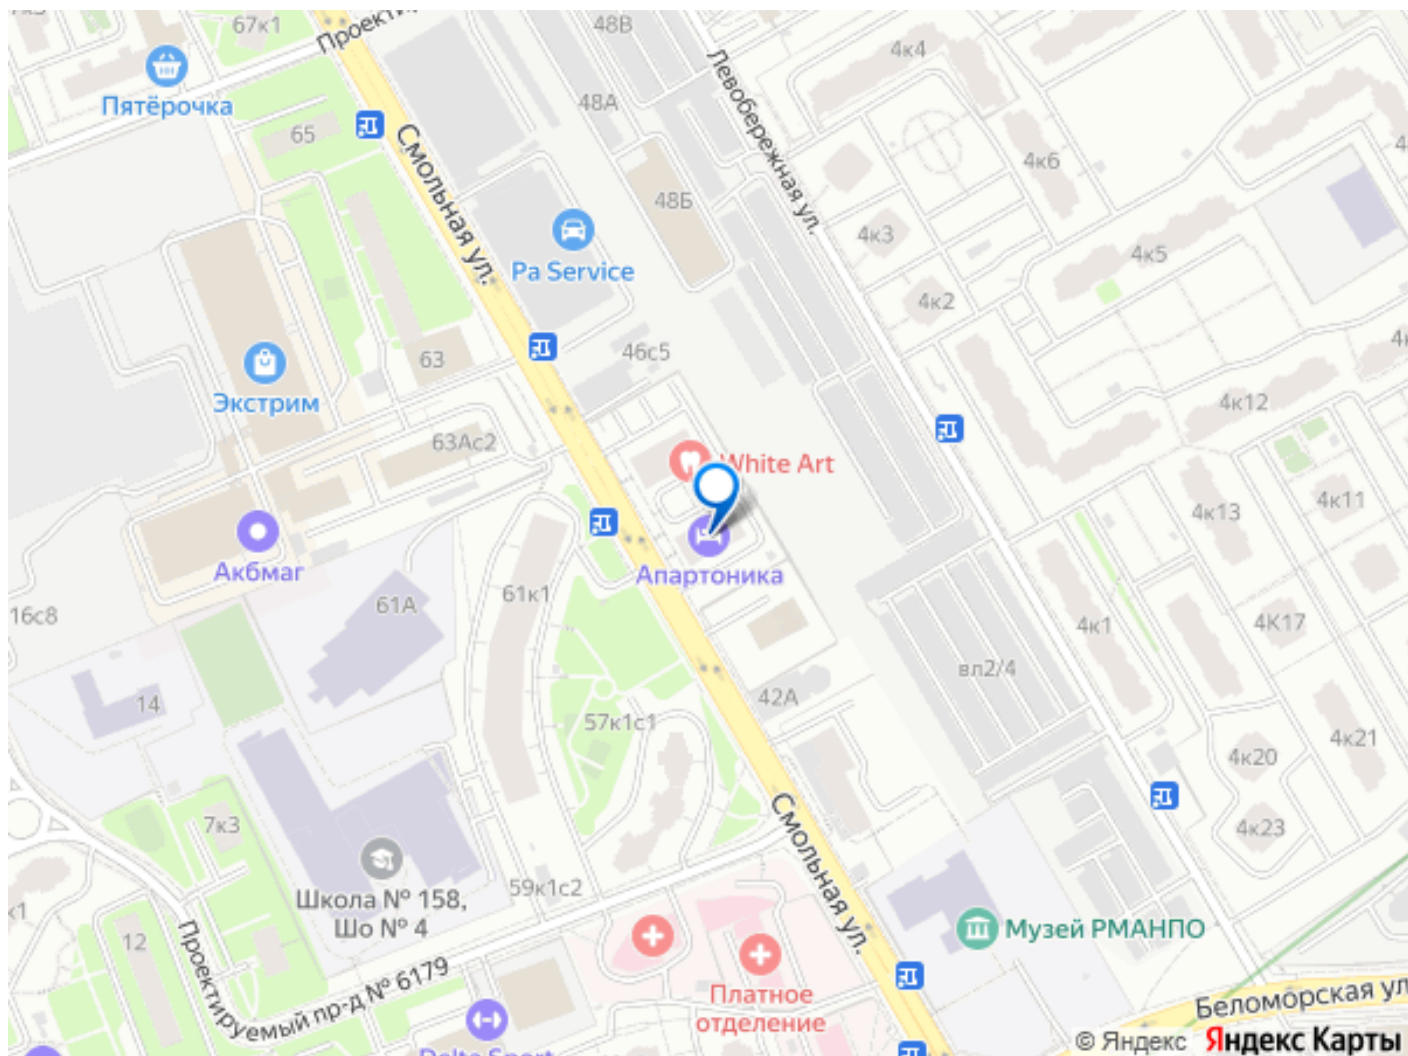 67к1
Проекти
48В
Пятёрочка
65
Смольная ул.
48А
Левобережная ул.
4к4
4к6
48Б
4к3
4к5
4к2
Pa Service
63
46с5
Экстрим
63Ас2
4к12
White Art
4к13
4к11
Акбмаг
Апартоника
16с8
61А
61к1
4к1
4К17
14
57к1с1
42А
вл2/4
4к20
4к21
7к3
4к23
Школа № 158,
Шо № 4
59к1с2
Смольная ул.
12
Проектируемый пр-д № 6179
Музей РМАНПО
Платное
отделение
Беломорская ул
Delta Sport
© Яндекс Яндекс Карты